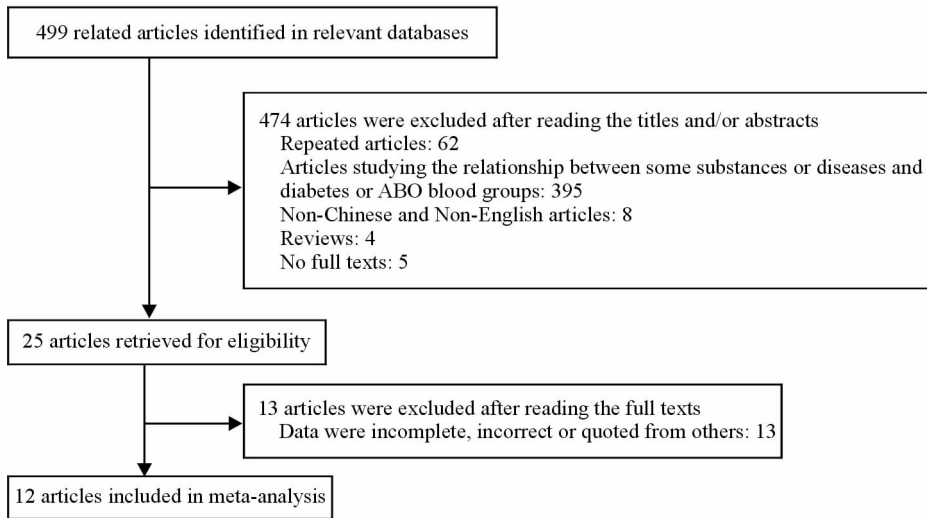 499 related articles identified in relevant databases
474 articles were excluded after reading the titles and/or abstracts
Repeated articles: 62
Articles studying the relationship between some substances or diseases and
diabetes or ABO blood groups: 395
Non-Chinese and Non-English articles: 8
Reviews: 4
No full texts: 5
25 articles retrieved for eligibility
13 articles were excluded after reading the full texts
Data were incomplete, incorrect or quoted from others: 13
12 articles included in meta-analysis